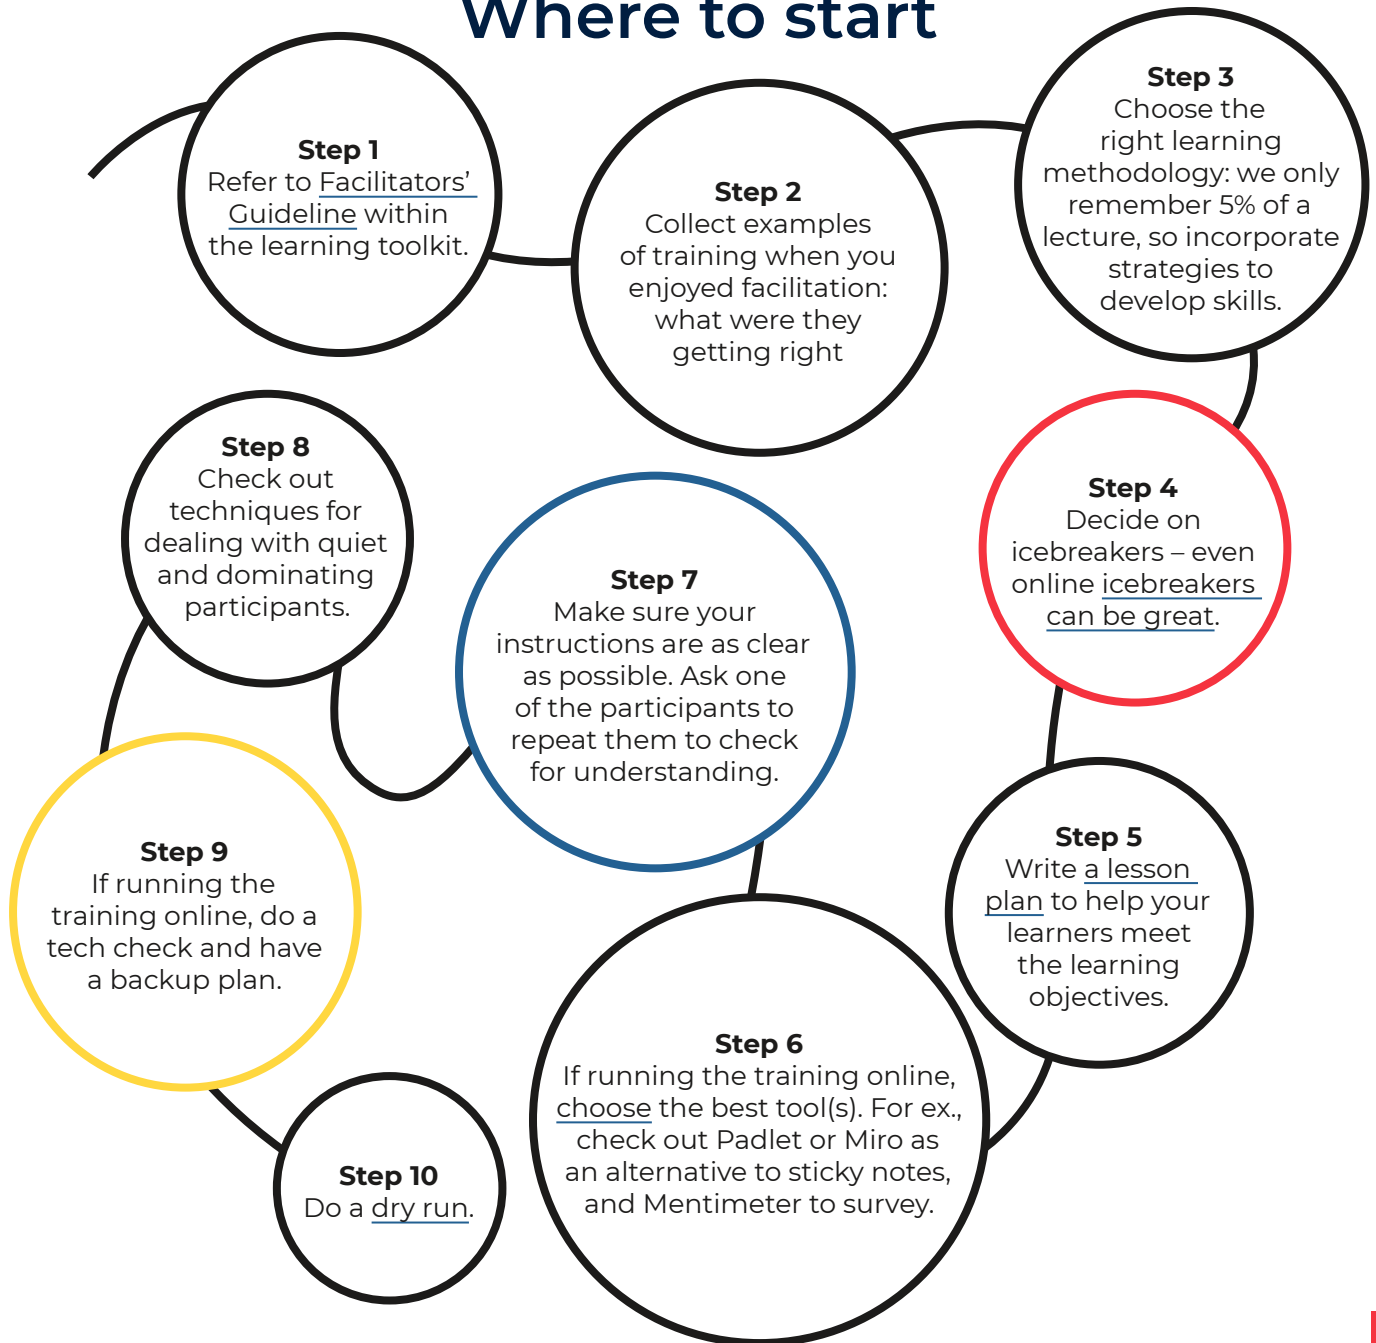 Where to start
Step 1
Refer to Facilitators’
Guideline within
the learning toolkit.
Step 2
Collect examples
of training when you
enjoyed facilitation:
what were they
getting right
Step 3
Choose the
right learning
methodology: we only
remember 5% of a
lecture, so incorporate
strategies to
develop skills.
Step 4
Decide on
icebreakers – even
online icebreakers
can be great.
Step 5
Write a lesson
plan to help your
learners meet
the learning
objectives.
Step 6
If running the training online,
choose the best tool(s). For ex.,
check out Padlet or Miro as
an alternative to sticky notes,
and Mentimeter to survey.
Step 7
Make sure your
instructions are as clear
as possible. Ask one
of the participants to
repeat them to check
for understanding.
Step 8
Check out
techniques for
dealing with quiet
and dominating
participants.
Step 9
If running the
training online, do a
tech check and have
a backup plan.
Step 10
Do a dry run.